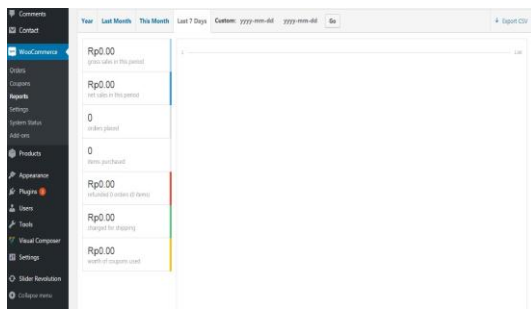 Comments
Contact
WooCommerce
Orders
Coupons
Reports
Settings
System Status
Add-ons
Products
Appearance
Plugins
Users
Tools
Visual Composer
Settings
Slider Revolution
Collapse menu
Year Last Month This Month Last 7 Days Custom: yyyy-mm-dd yyyy-mm-dd Go Export CSV
Rp0.00
gross sales in this period
Rp0.00
net sales in this period
0
orders placed
0
items purchased
Rp0.00
refunded 0 orders (0 items)
Rp0.00
charged for shipping
Rp0.00
worth of coupons used